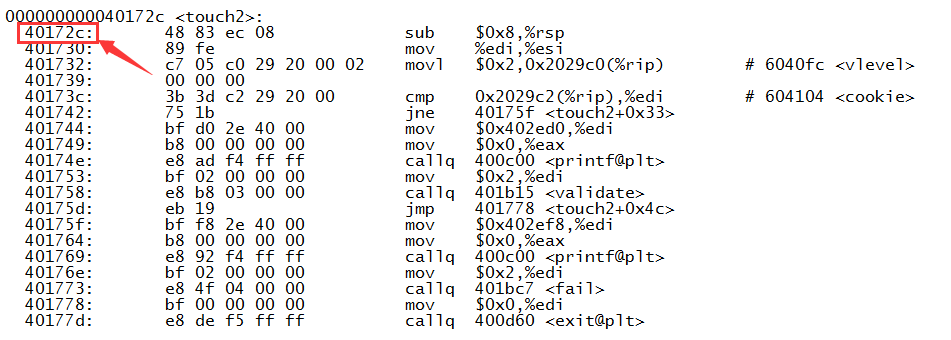 000000000040172c <touch2>:
40172c: 48 83 ec 08 sub $0x8,%rsp
401730: 89 fe mov %edi,%esi
401732: c7 05 c0 29 20 00 02 movl $0x2,0x2029c0(%rip) # 6040fc <vlevel>
401739: 00 00 00
40173c: 3b 3d c2 29 20 00 cmp 0x2029c2(%rip),%edi # 604104 <cookie>
401742: 75 1b jne 40175f <touch2+0x33>
401744: bf d0 2e 40 00 mov $0x402ed0,%edi
401749: b8 00 00 00 00 mov $0x0,%eax
40174e: e8 ad f4 ff ff callq 400c00 <printf@plt>
401753: bf 02 00 00 00 mov $0x2,%edi
401758: e8 b8 03 00 00 callq 401b15 <validate>
40175d: eb 19 jmp 401778 <touch2+0x4c>
40175f: bf f8 2e 40 00 mov $0x402ef8,%edi
401764: b8 00 00 00 00 mov $0x0,%eax
401769: e8 92 f4 ff ff callq 400c00 <printf@plt>
40176e: bf 02 00 00 00 mov $0x2,%edi
401773: e8 4f 04 00 00 callq 401bc7 <fail>
401778: bf 00 00 00 00 mov $0x0,%edi
40177d: e8 de f5 ff ff callq 400d60 <exit@plt>